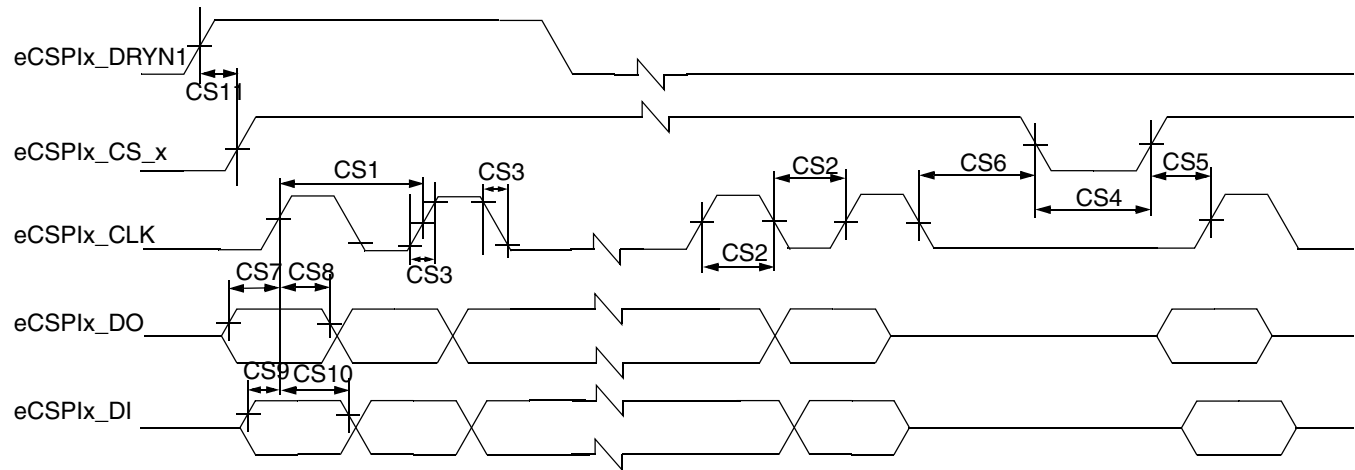 eCSPIx_DRYN1
CS11
eCSPIx_CS_x
CS1
CS3
CS2
CS6
CS5
CS4
eCSPIx_CLK
CS3
CS2
CS7
CS8
eCSPIx_DO
CS9
CS10
eCSPIx_DI